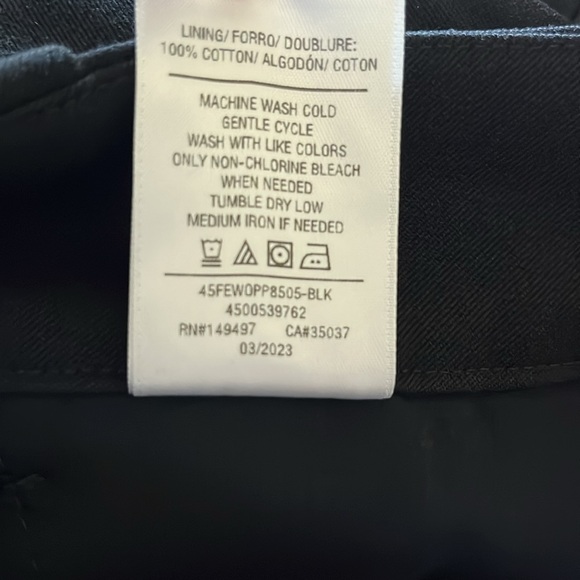 LINING/ FORRO/ DOUBLURE:
100% COTTON/ ALGODÓN/ COTON
MACHINE WASH COLD
GENTLE CYCLE
WASH WITH LIKE COLORS
ONLY NON-CHLORINE BLEACH
WHEN NEEDED
TUMBLE DRY LOW
MEDIUM IRON IF NEEDED
45FEWOPP8505-BLK
4500539762
RN#149497 CA#35037
03/2023